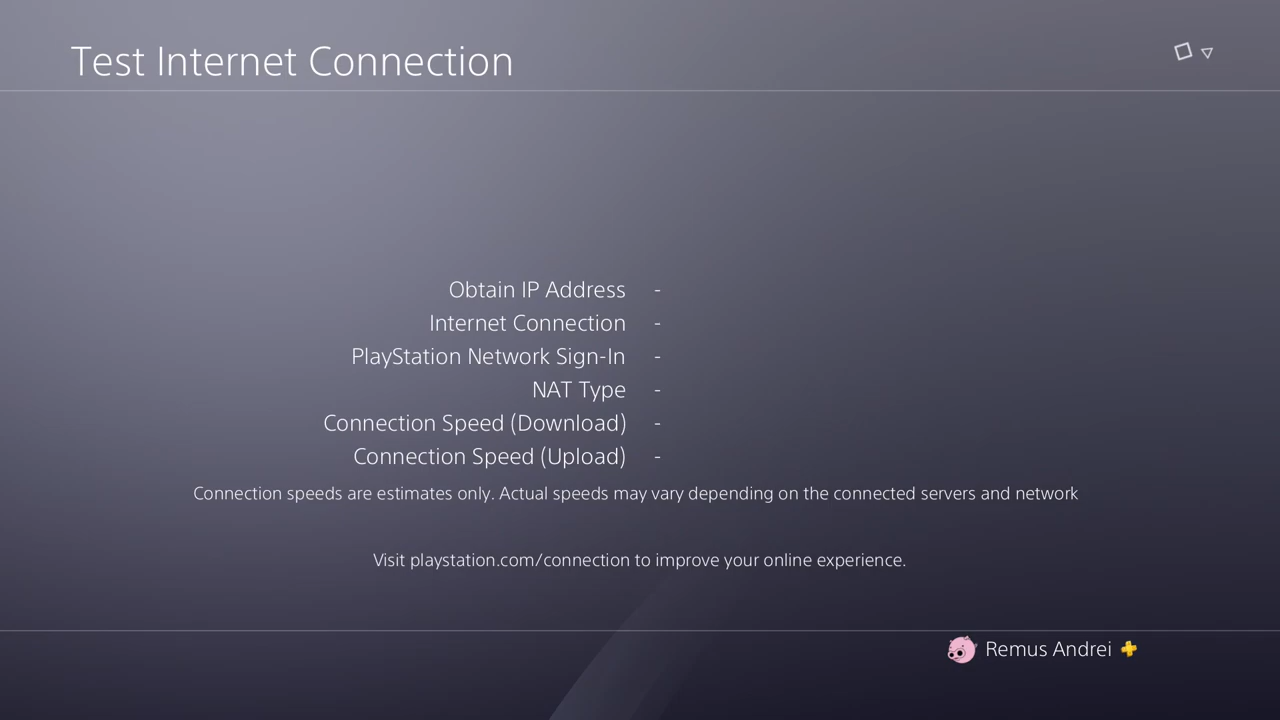 Test Internet Connection
Obtain IP Address -
Internet Connection -
PlayStation Network Sign-In -
NAT Type -
Connection Speed (Download) -
Connection Speed (Upload) -
Connection speeds are estimates only. Actual speeds may vary depending on the connected servers and network
Visit playstation.com/connection to improve your online experience.
Remus Andrei